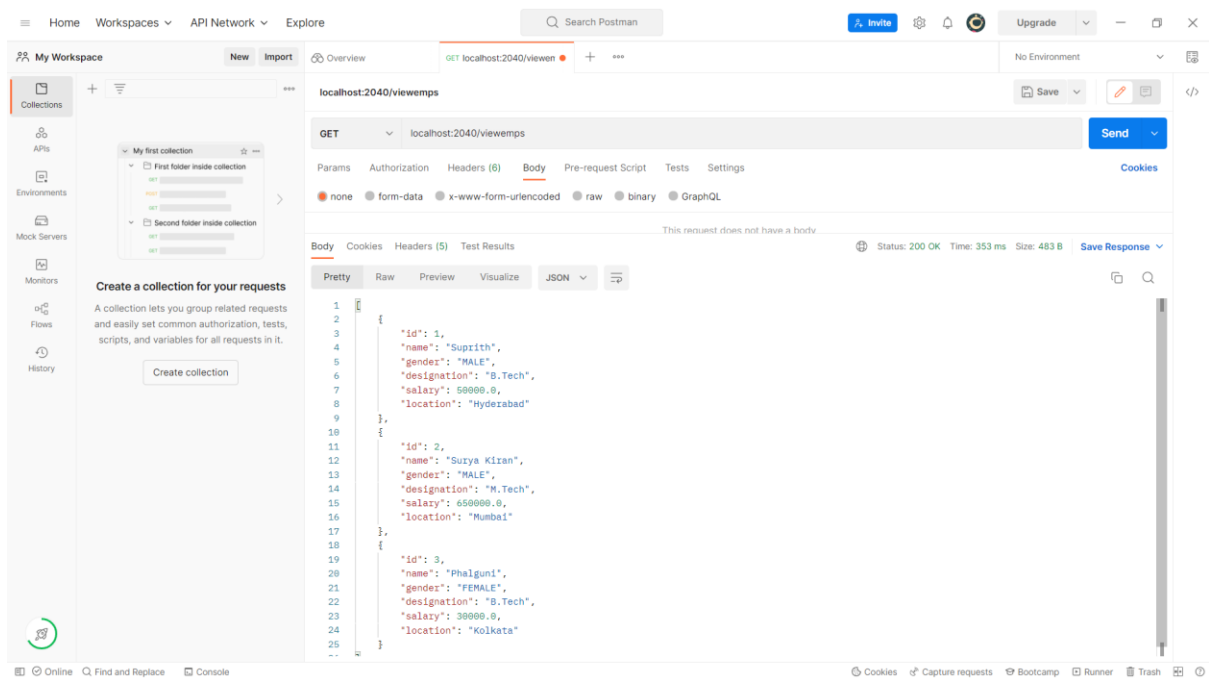 Home Workspaces API Network Explore Search Postman Invite Upgrade
My Workspace New Import Overview GET localhost:2040/viewen No Environment
Collections
APIs
Environments
Mock Servers
Monitors
Flows
History
My first collection
First folder inside collection
GET
POST
GET
Second folder inside collection
GET
GET
Create a collection for your requests
A collection lets you group related requests
and easily set common authorization, tests,
scripts, and variables for all requests in it.
Create collection
localhost:2040/viewemps Save
GET localhost:2040/viewemps Send
Params Authorization Headers (6) Body Pre-request Script Tests Settings Cookies
none form-data x-www-form-urlencoded raw binary GraphQL
This request does not have a body
Body Cookies Headers (5) Test Results Status: 200 OK Time: 353 ms Size: 483 B Save Response
Pretty Raw Preview Visualize JSON
1 [
2 {
3 "id": 1,
4 "name": "Suprith",
5 "gender": "MALE",
6 "designation": "B.Tech",
7 "salary": 50000.0,
8 "location": "Hyderabad"
9 },
10 {
11 "id": 2,
12 "name": "Surya Kiran",
13 "gender": "MALE",
14 "designation": "M.Tech",
15 "salary": 650000.0,
16 "location": "Mumbai"
17 },
18 {
19 "id": 3,
20 "name": "Phalguni",
21 "gender": "FEMALE",
22 "designation": "B.Tech",
23 "salary": 30000.0,
24 "location": "Kolkata"
25 }
Online Find and Replace Console Cookies Capture requests Bootcamp Runner Trash